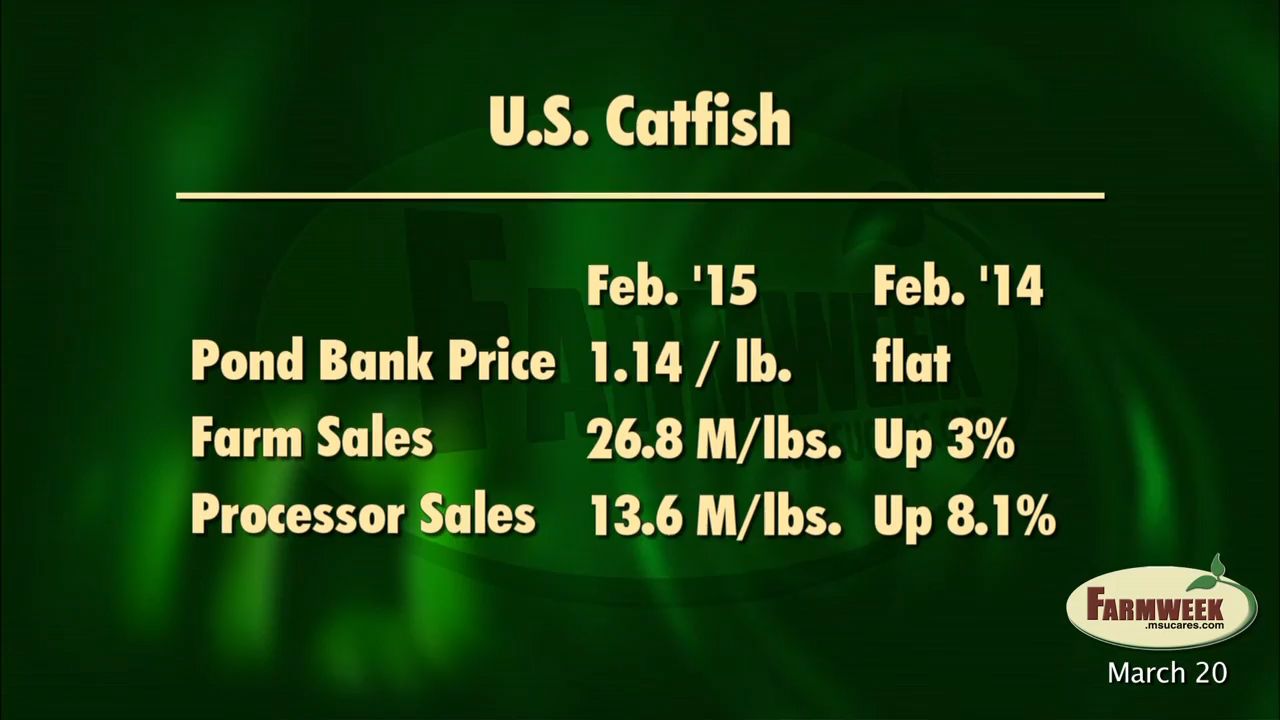 U.S. Catfish
Feb. '15 Feb. '14
Pond Bank Price 1.14 / lb. flat
Farm Sales 26.8 M/lbs. Up 3%
Processor Sales 13.6 M/lbs. Up 8.1%
FARMWEEK
.msucares.com
March 20